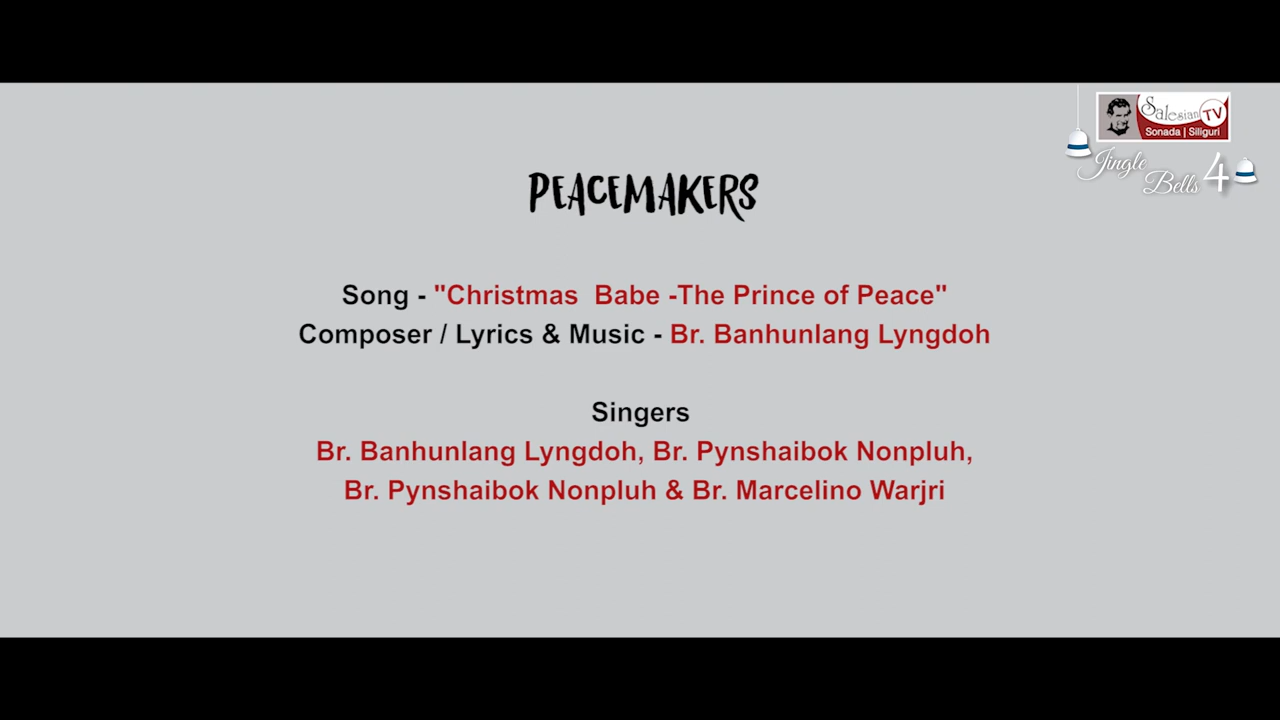 Salesian TV
Sonada | Siliguri
Jingle
Bells 4
PEACEMAKERS
Song - "Christmas  Babe -The Prince of Peace"
Composer / Lyrics & Music - Br. Banhunlang Lyngdoh
Singers
Br. Banhunlang Lyngdoh, Br. Pynshaibok Nonpluh,
Br. Pynshaibok Nonpluh & Br. Marcelino Warjri